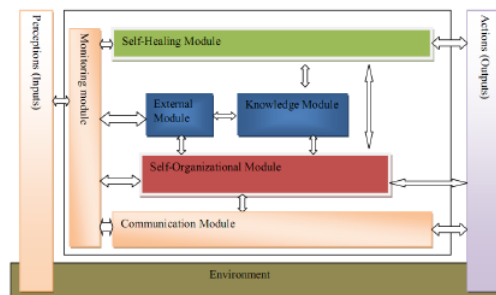 Perceptions (Inputs)
Monitoring module
Self-Healing Module
External
Module
Knowledge Module
Self-Organizational Module
Communication Module
Actions (Outputs)
Environment